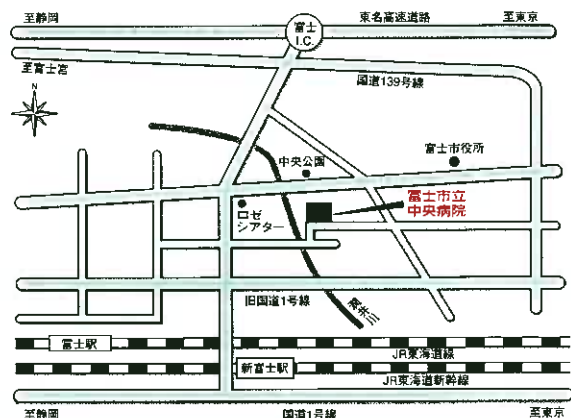 至静岡
東名高速道路
至東京
富士
I.C.
至富士宮
国道139号線
N
富士市役所
中央公園
富士市立
中央病院
ロゼ
シアター
旧国道1号線
潤井川
富士駅
JR東海道線
新富士駅
JR東海道新幹線
至静岡
国道1号線
至東京